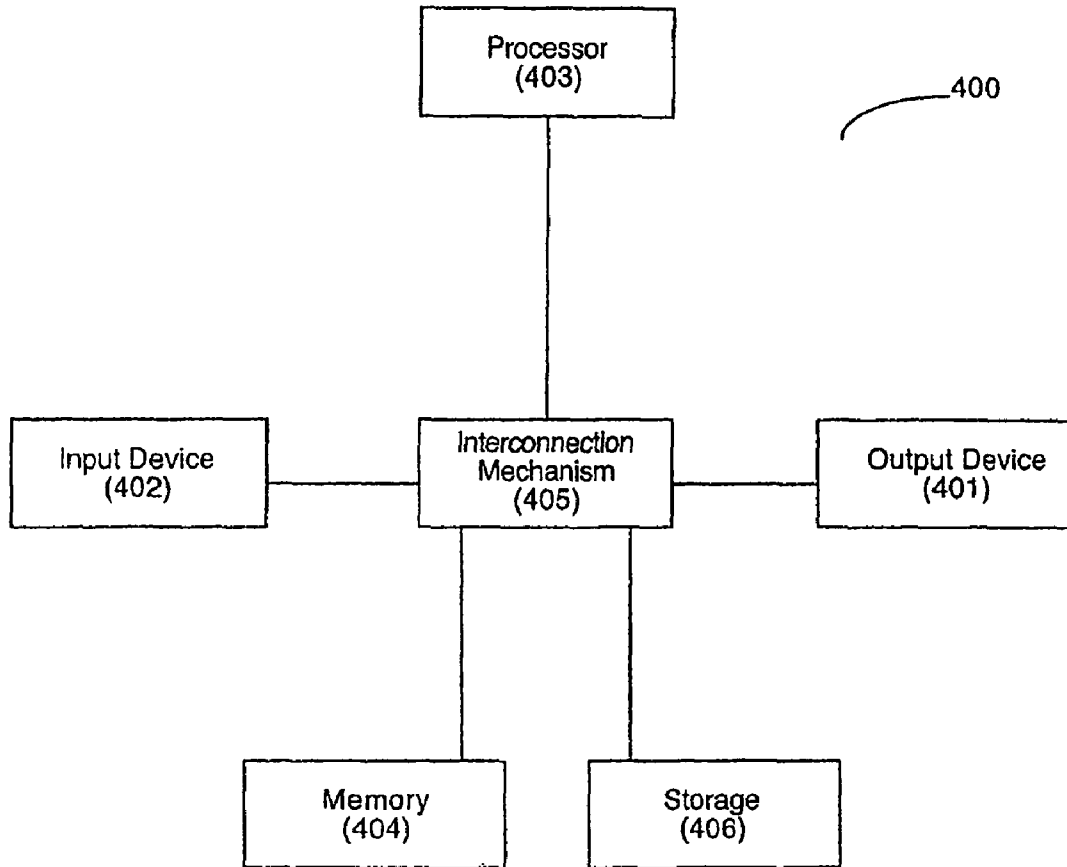 Processor
(403)
400
Input Device
(402)
Interconnection
Mechanism
(405)
Output Device
(401)
Memory
(404)
Storage
(406)